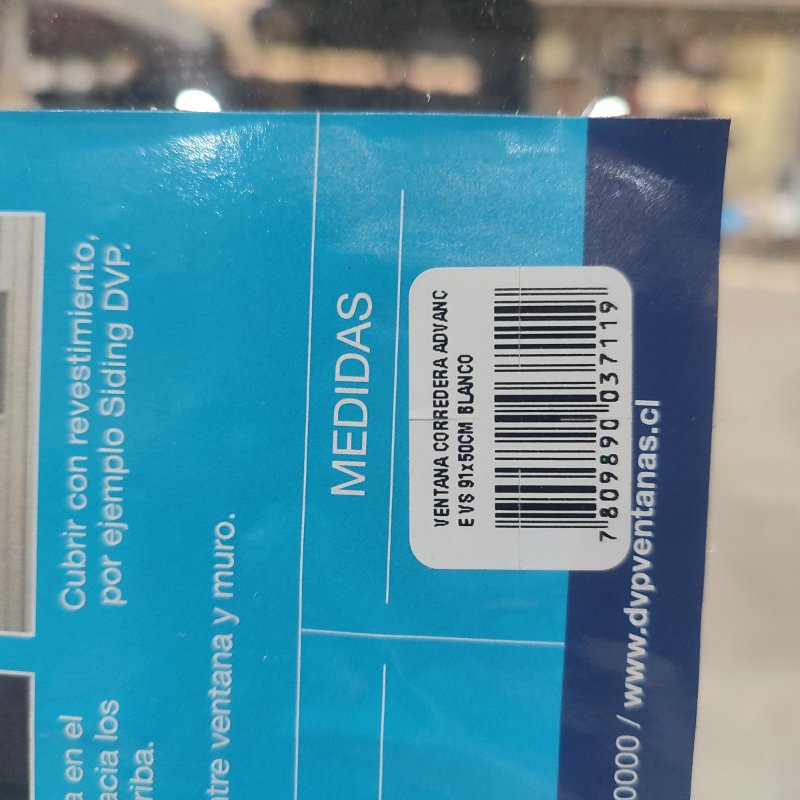 Cubrir con revestimiento,
por ejemplo Siding DVP.
a en el
acia los
riba.
ntre ventana y muro.
MEDIDAS
VENTANA CORREDERA ADVANC
E VS 91x50CM BLANCO
7 809890 037119
0000 / www.dvpventanas.cl